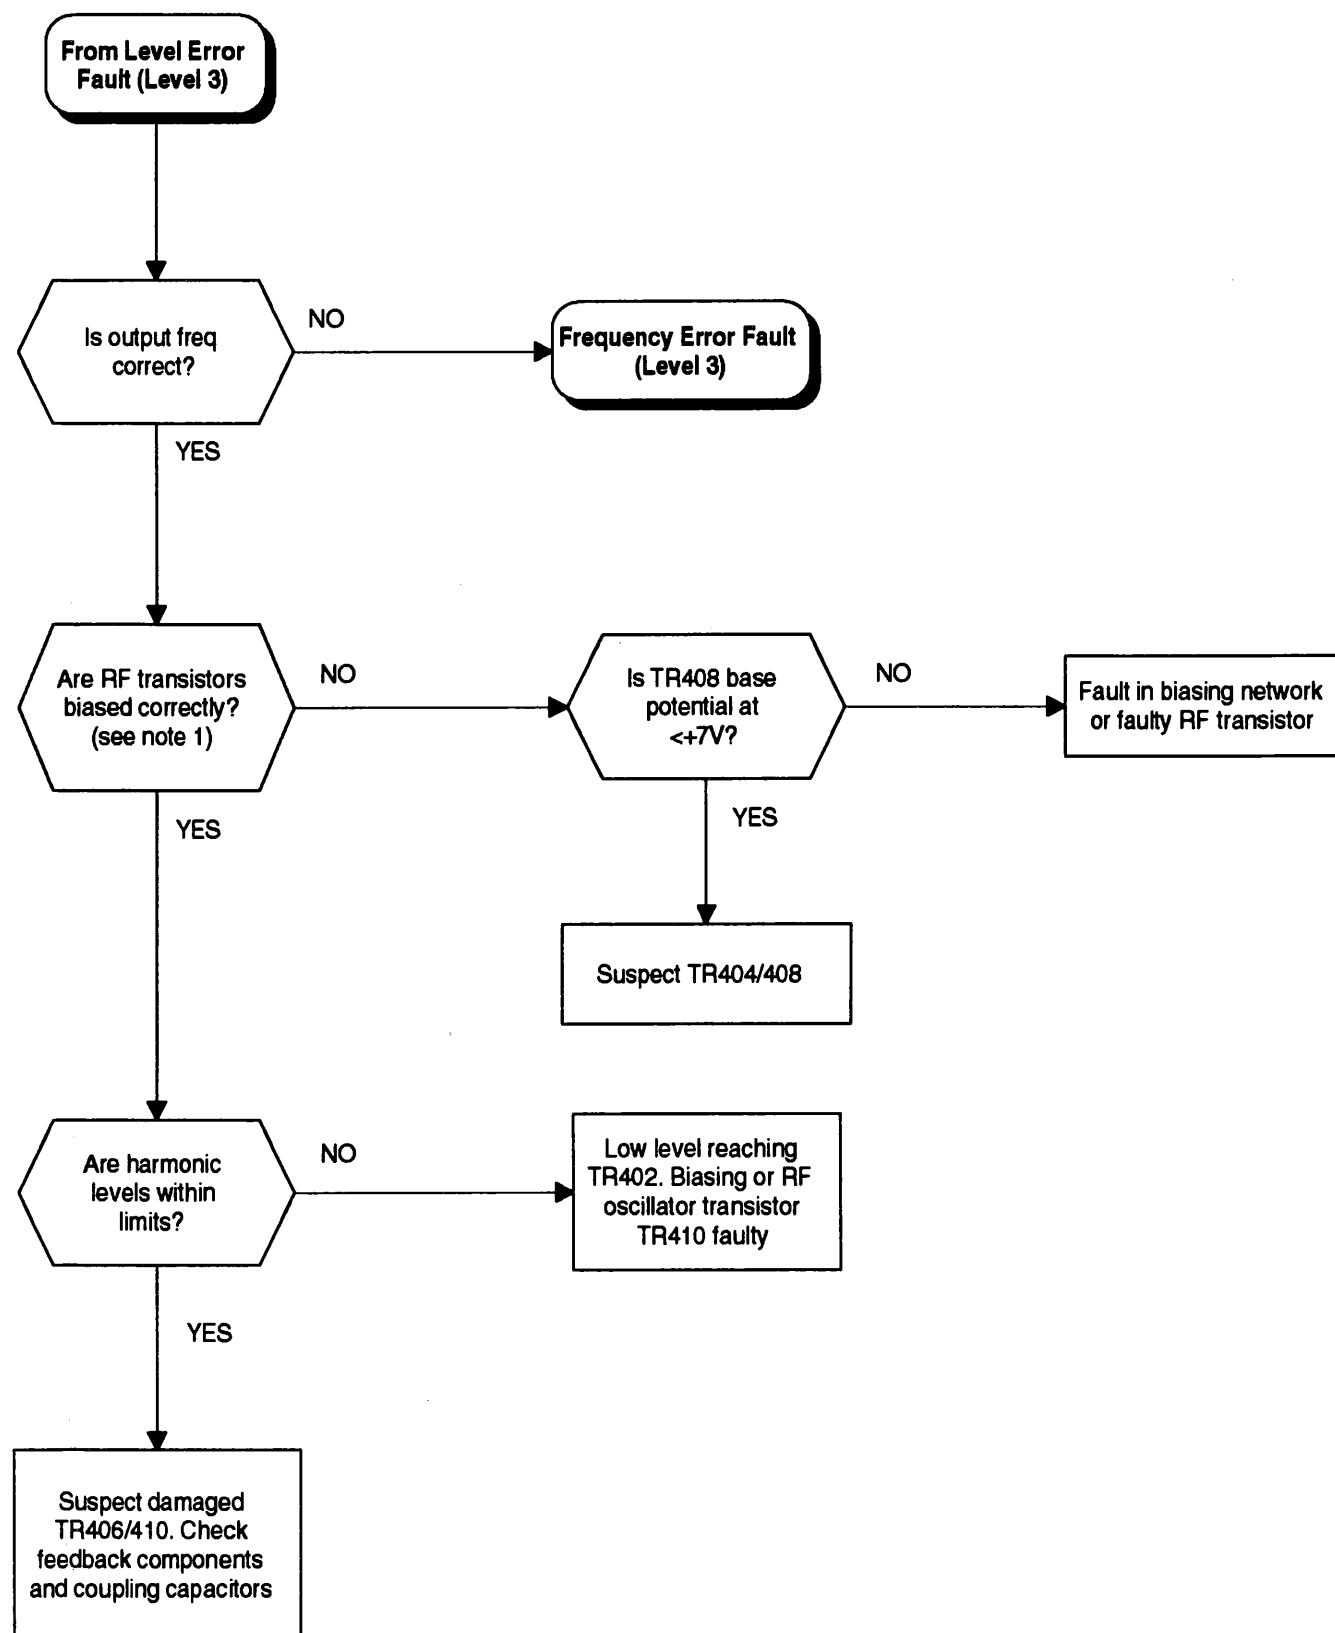 From Level Error
Fault (Level 3)
Is output freq
correct?
NO
Frequency Error Fault
(Level 3)
YES
Are RF transistors
biased correctly?
(see note 1)
NO
Is TR408 base
potential at
<+7V?
NO
Fault in biasing network
or faulty RF transistor
YES
YES
Suspect TR404/408
Are harmonic
levels within
limits?
NO
Low level reaching
TR402. Biasing or RF
oscillator transistor
TR410 faulty
YES
Suspect damaged
TR406/410. Check
feedback components
and coupling capacitors